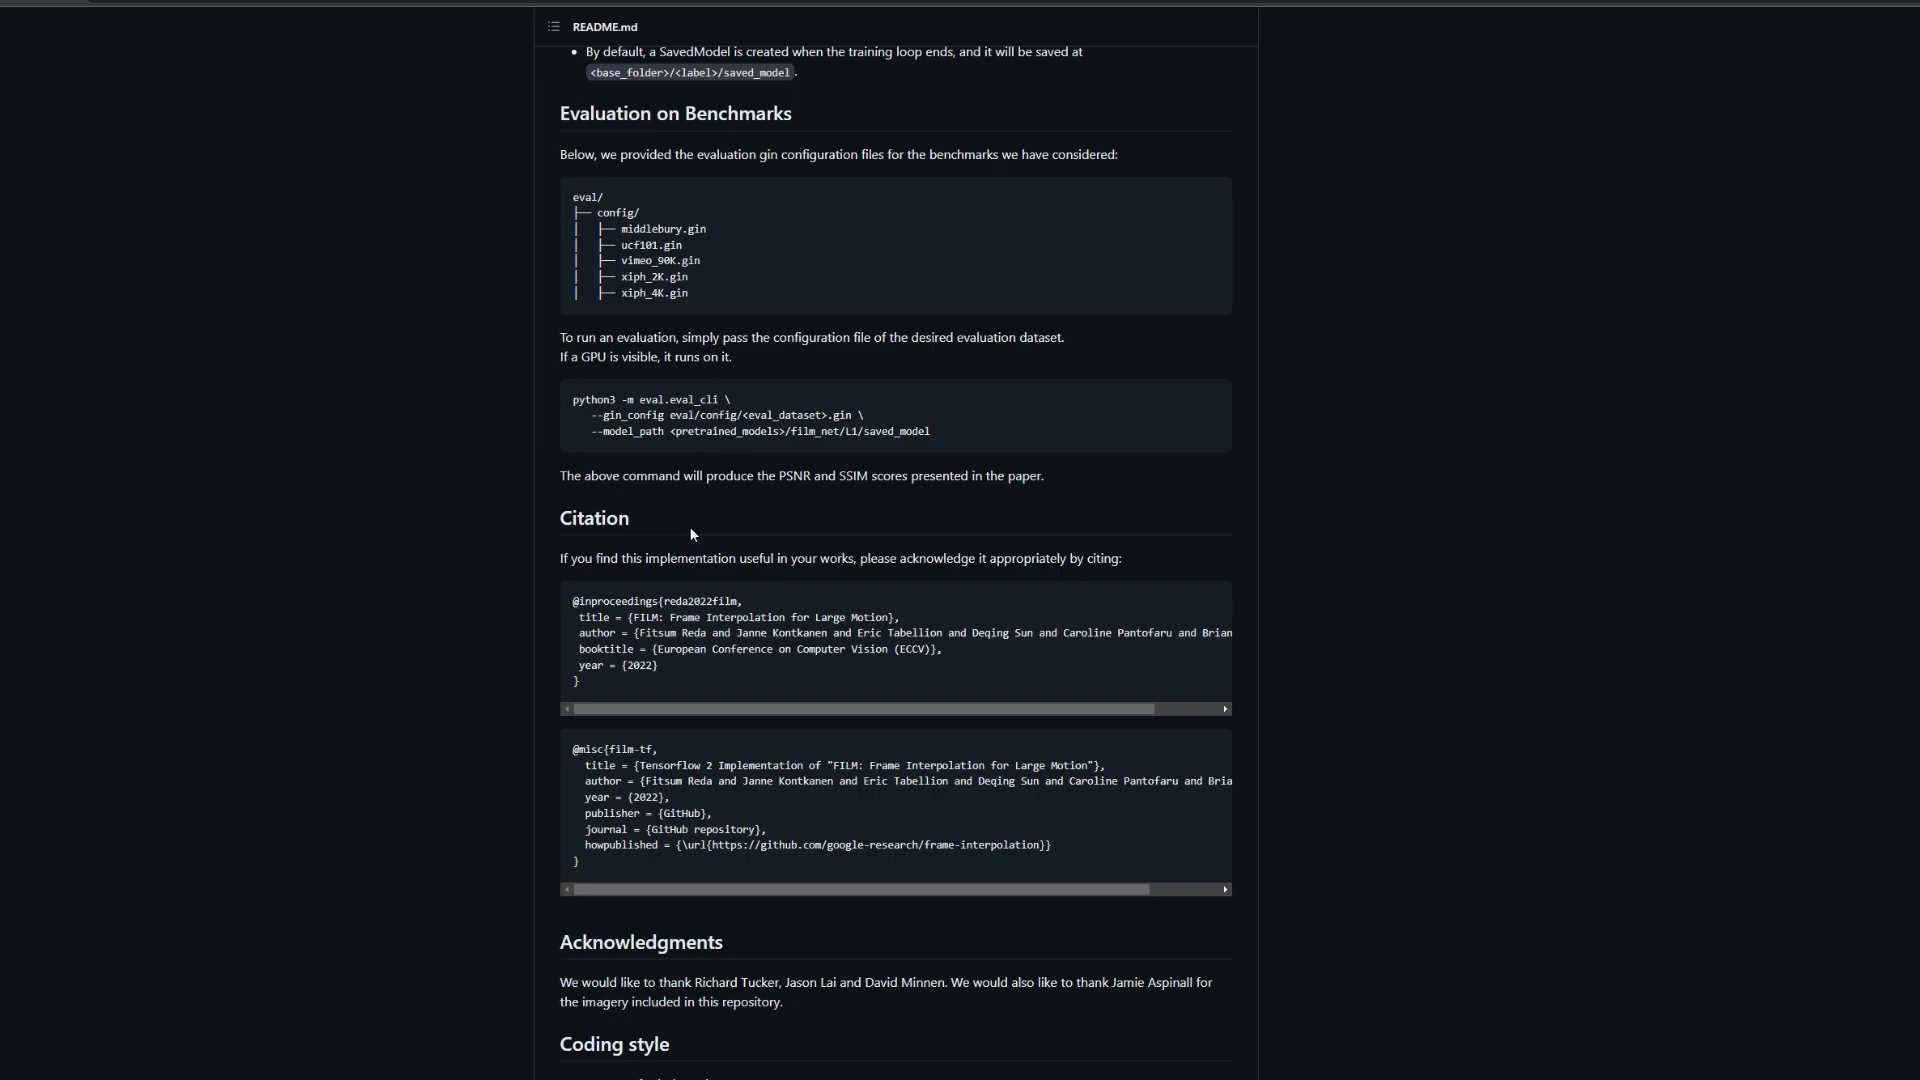 README.md
• By default, a SavedModel is created when the training loop ends, and it will be saved at
<base_folder>/<label>/saved_model.
Evaluation on Benchmarks
Below, we provided the evaluation gin configuration files for the benchmarks we have considered:
eval/
├── config/
│   ├── middlebury.gin
│   ├── ucf101.gin
│   ├── vimeo_90K.gin
│   ├── xiph_2K.gin
│   ├── xiph_4K.gin
To run an evaluation, simply pass the configuration file of the desired evaluation dataset.
If a GPU is visible, it runs on it.
python3 -m eval.eval_cli \
   --gin_config eval/config/<eval_dataset>.gin \
   --model_path <pretrained_models>/film_net/L1/saved_model
The above command will produce the PSNR and SSIM scores presented in the paper.
Citation
If you find this implementation useful in your works, please acknowledge it appropriately by citing:
@inproceedings{reda2022film,
 title = {FILM: Frame Interpolation for Large Motion},
 author = {Fitsum Reda and Janne Kontkanen and Eric Tabellion and Deqing Sun and Caroline Pantofaru and Brian
 booktitle = {European Conference on Computer Vision (ECCV)},
 year = {2022}
}
@misc{film-tf,
  title = {Tensorflow 2 Implementation of "FILM: Frame Interpolation for Large Motion"},
  author = {Fitsum Reda and Janne Kontkanen and Eric Tabellion and Deqing Sun and Caroline Pantofaru and Bria
  year = {2022},
  publisher = {GitHub},
  journal = {GitHub repository},
  howpublished = {\url{https://github.com/google-research/frame-interpolation}}
}
Acknowledgments
We would like to thank Richard Tucker, Jason Lai and David Minnen. We would also like to thank Jamie Aspinall for
the imagery included in this repository.
Coding style